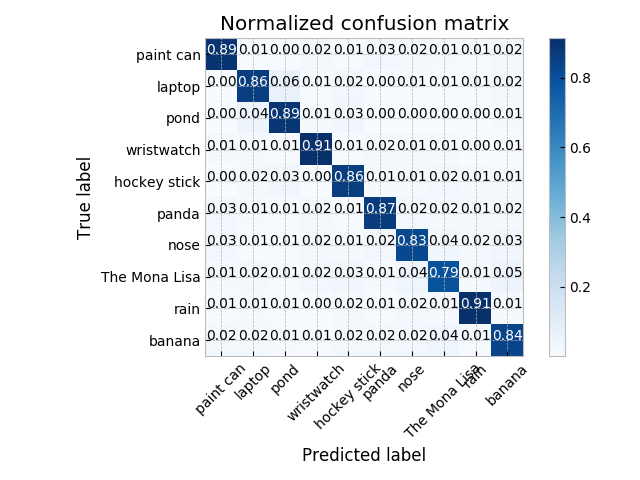 Normalized confusion matrix
paint can 0.89 0.01 0.00 0.02 0.01 0.03 0.02 0.01 0.01 0.02
laptop 0.00 0.86 0.06 0.01 0.02 0.00 0.01 0.01 0.01 0.02
pond 0.00 0.04 0.89 0.01 0.03 0.00 0.00 0.00 0.00 0.01
wristwatch 0.01 0.01 0.01 0.91 0.01 0.02 0.01 0.01 0.00 0.01
hockey stick 0.00 0.02 0.03 0.00 0.86 0.01 0.01 0.02 0.01 0.01
panda 0.03 0.01 0.01 0.02 0.01 0.87 0.02 0.02 0.01 0.02
nose 0.03 0.01 0.01 0.02 0.01 0.02 0.83 0.04 0.02 0.03
The Mona Lisa 0.01 0.02 0.01 0.02 0.03 0.01 0.04 0.79 0.01 0.05
rain 0.01 0.01 0.01 0.00 0.02 0.01 0.02 0.01 0.91 0.01
banana 0.02 0.02 0.01 0.01 0.02 0.02 0.02 0.04 0.01 0.84
True label
paint can laptop pond wristwatch hockey stick panda nose The Mona Lisa rain banana
Predicted label
0.8
0.6
0.4
0.2